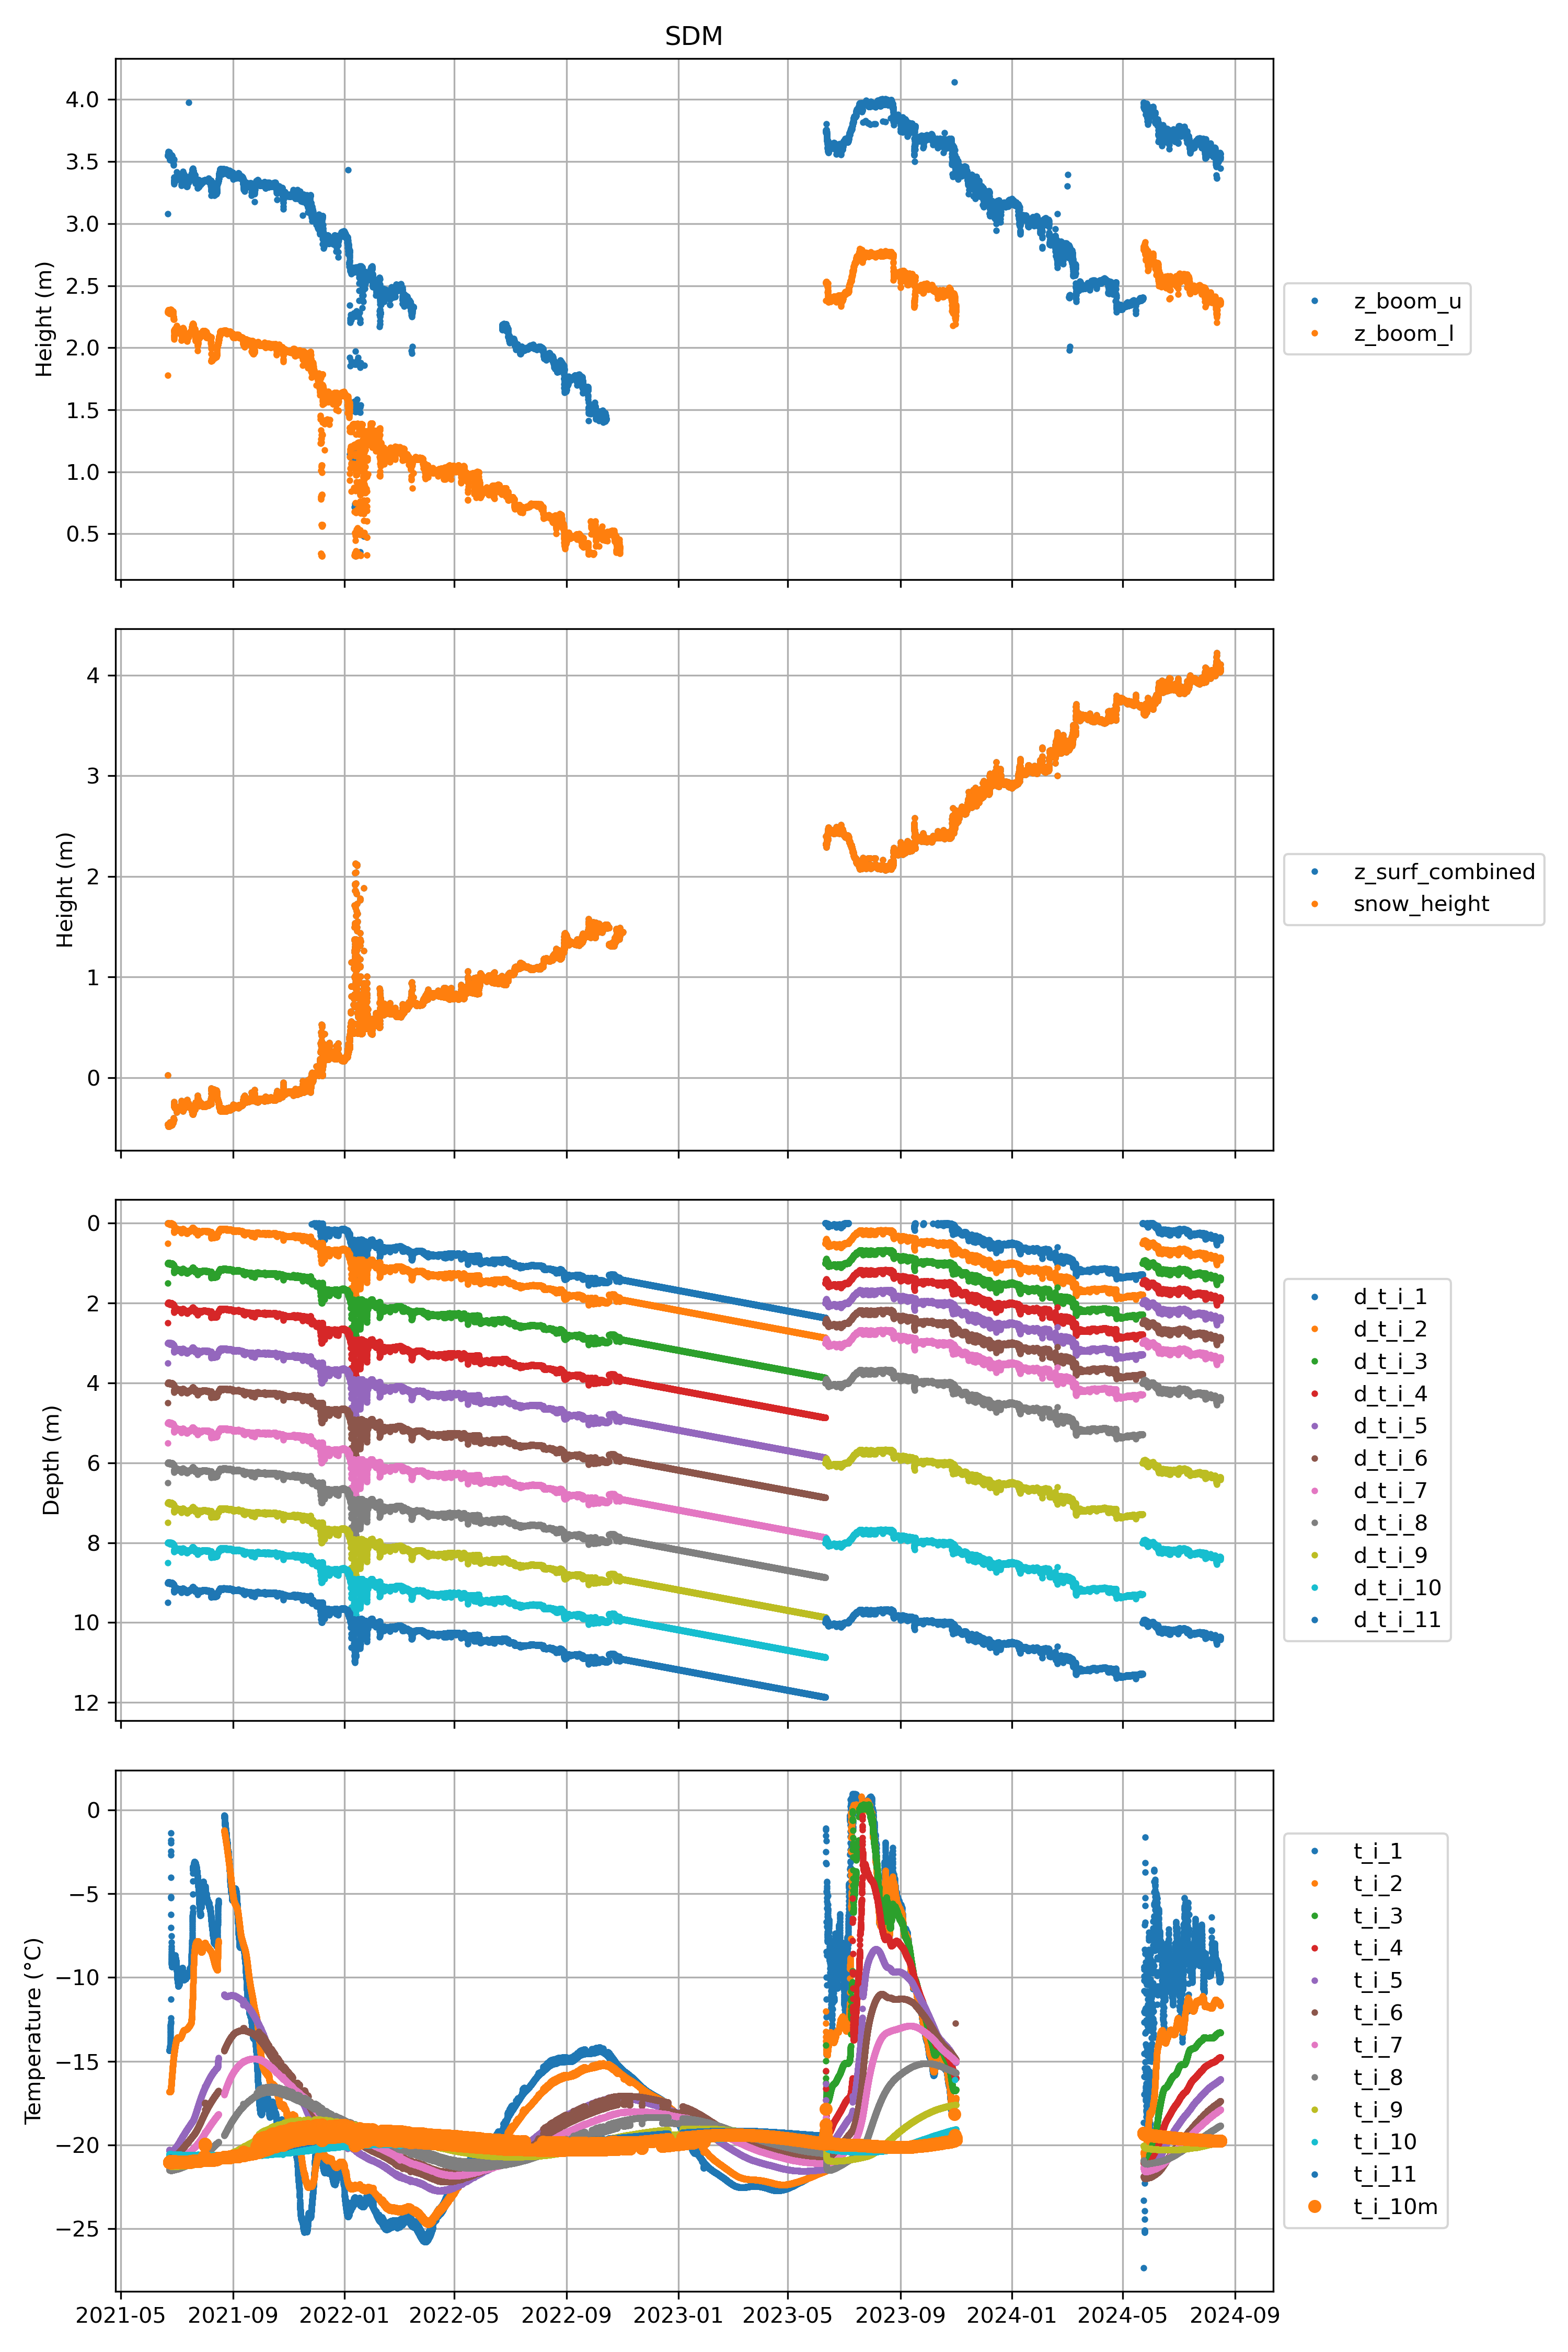 SDM
Height (m)
4.0
3.5
3.0
2.5
2.0
1.5
1.0
0.5
z_boom_u
z_boom_l
Height (m)
4
3
2
1
0
z_surf_combined
snow_height
Depth (m)
0
2
4
6
8
10
12
d_t_i_1
d_t_i_2
d_t_i_3
d_t_i_4
d_t_i_5
d_t_i_6
d_t_i_7
d_t_i_8
d_t_i_9
d_t_i_10
d_t_i_11
Temperature (°C)
0
−5
−10
−15
−20
−25
t_i_1
t_i_2
t_i_3
t_i_4
t_i_5
t_i_6
t_i_7
t_i_8
t_i_9
t_i_10
t_i_11
t_i_10m
2021-05 2021-09 2022-01 2022-05 2022-09 2023-01 2023-05 2023-09 2024-01 2024-05 2024-09